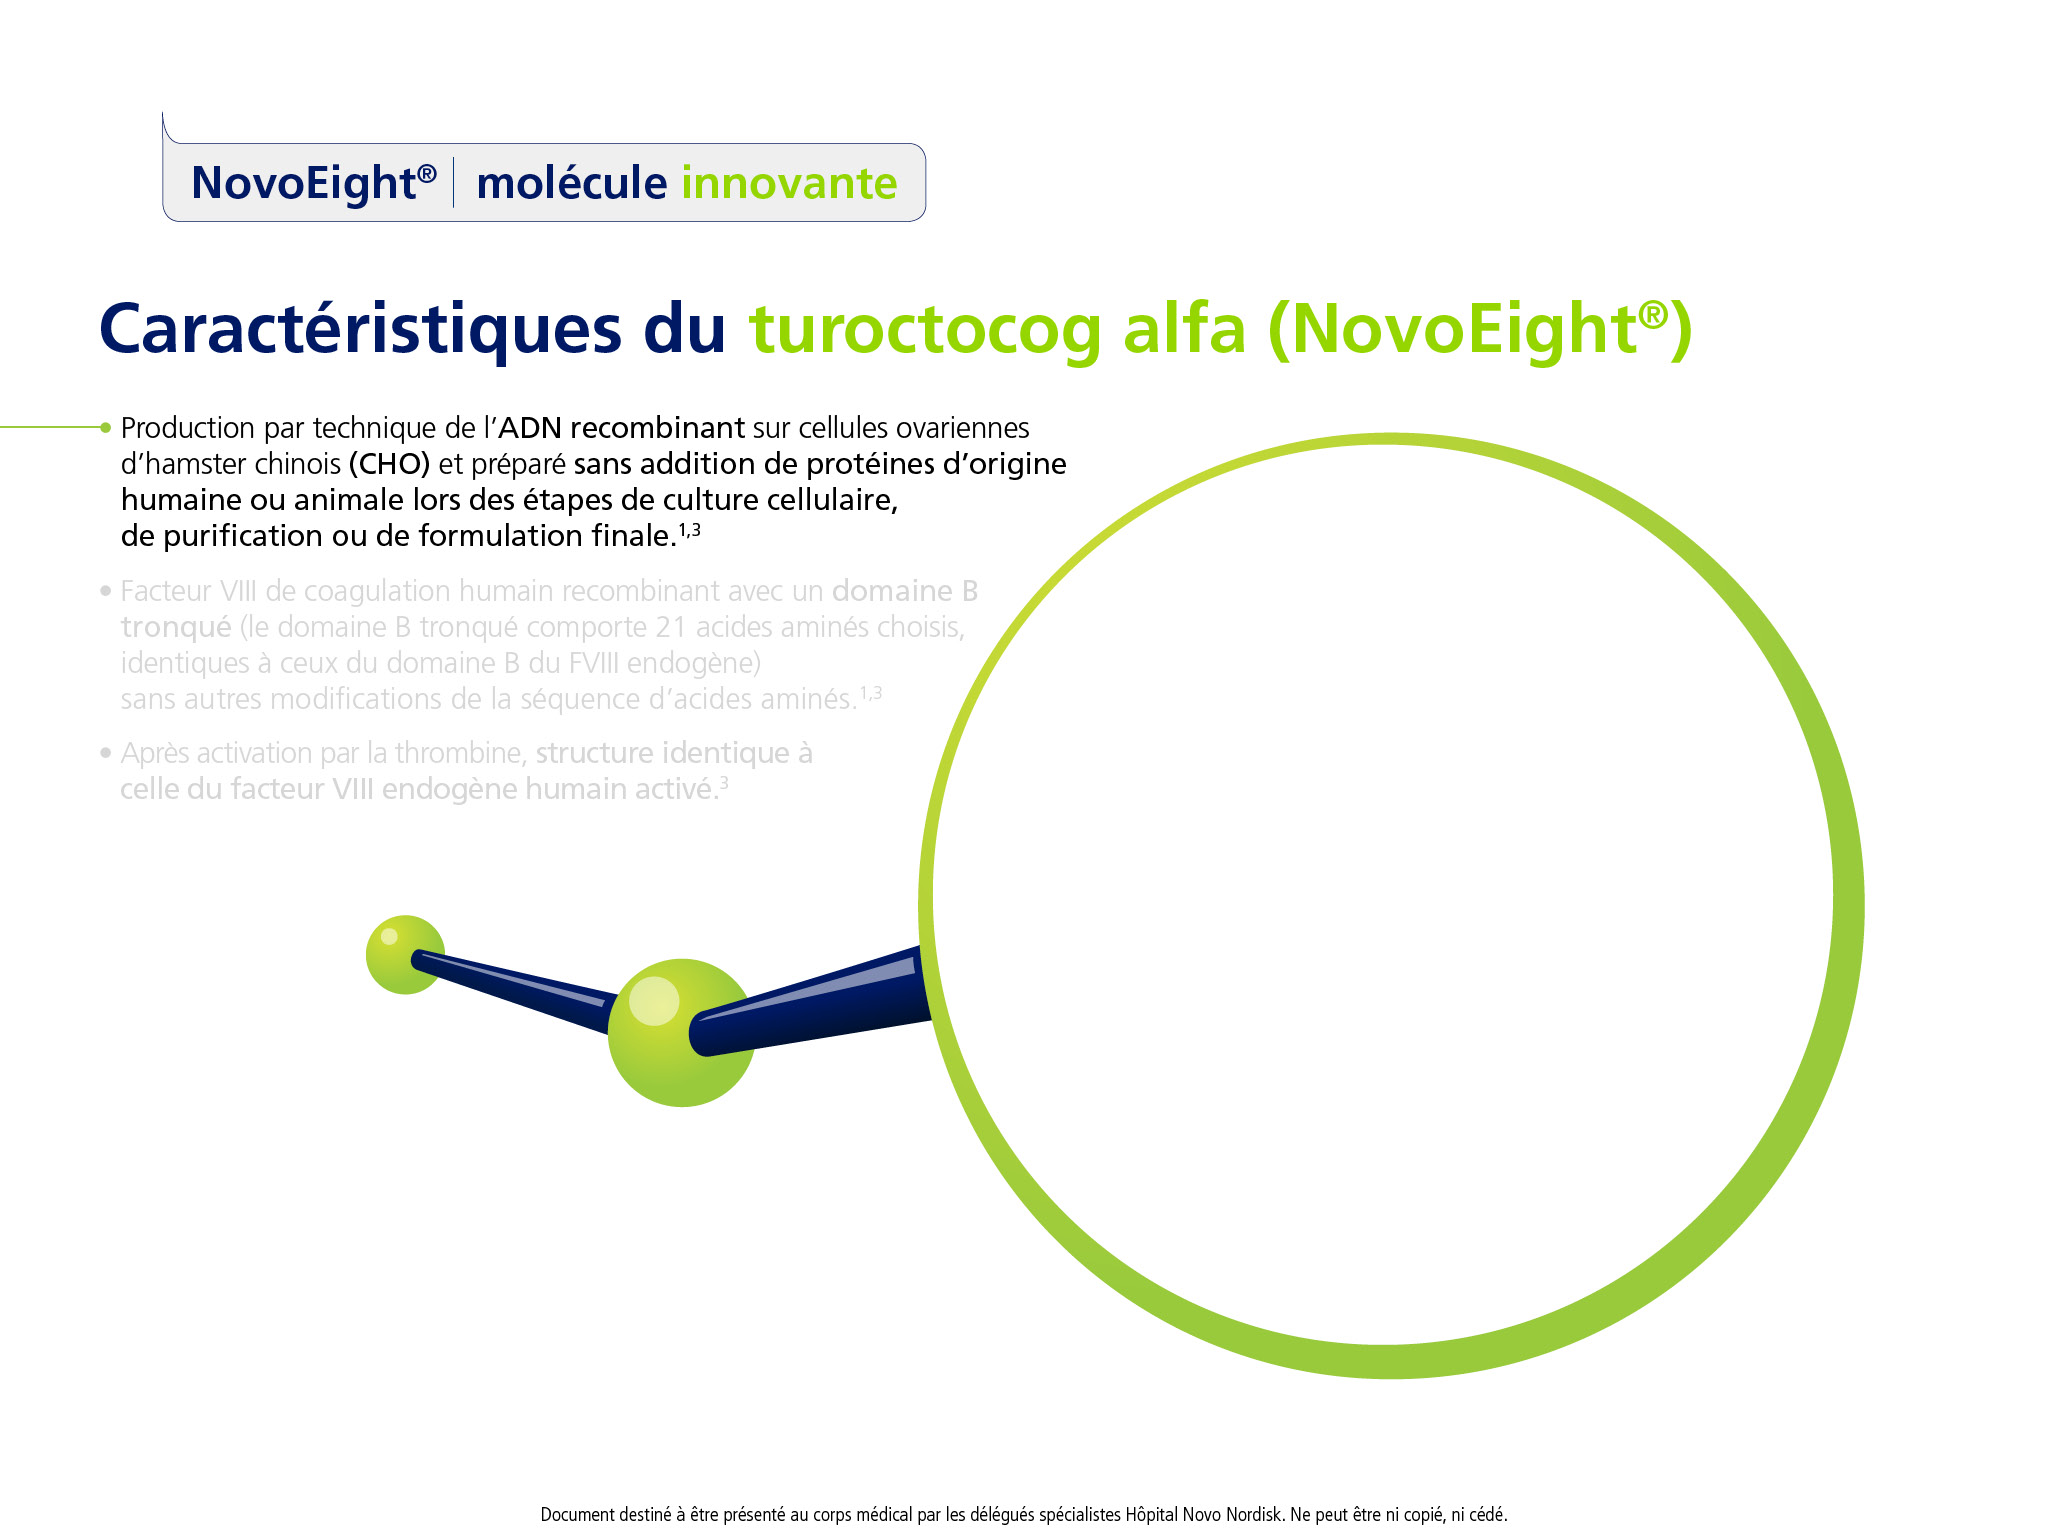 NovoEight® | molécule innovante
Caractéristiques du turoctocog alfa (NovoEight®)
• Production par technique de l’ADN recombinant sur cellules ovariennes
d’hamster chinois (CHO) et préparé sans addition de protéines d’origine
humaine ou animale lors des étapes de culture cellulaire,
de purification ou de formulation finale.1,3
• Facteur VIII de coagulation humain recombinant avec un domaine B
tronqué (le domaine B tronqué comporte 21 acides aminés choisis,
identiques à ceux du domaine B du FVIII endogène)
sans autres modifications de la séquence d’acides aminés.1,3
• Après activation par la thrombine, structure identique à
celle du facteur VIII endogène humain activé.3
Document destiné à être présenté au corps médical par les délégués spécialistes Hôpital Novo Nordisk. Ne peut être ni copié, ni cédé.